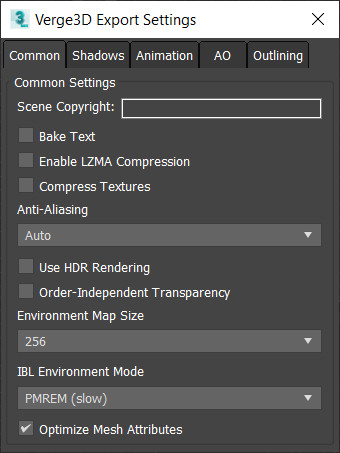 Verge3D Export Settings
Common Shadows Animation AO Outlining
Common Settings
Scene Copyright:
Bake Text
Enable LZMA Compression
Compress Textures
Anti-Aliasing
Auto
Use HDR Rendering
Order-Independent Transparency
Environment Map Size
256
IBL Environment Mode
PMREM (slow)
Optimize Mesh Attributes